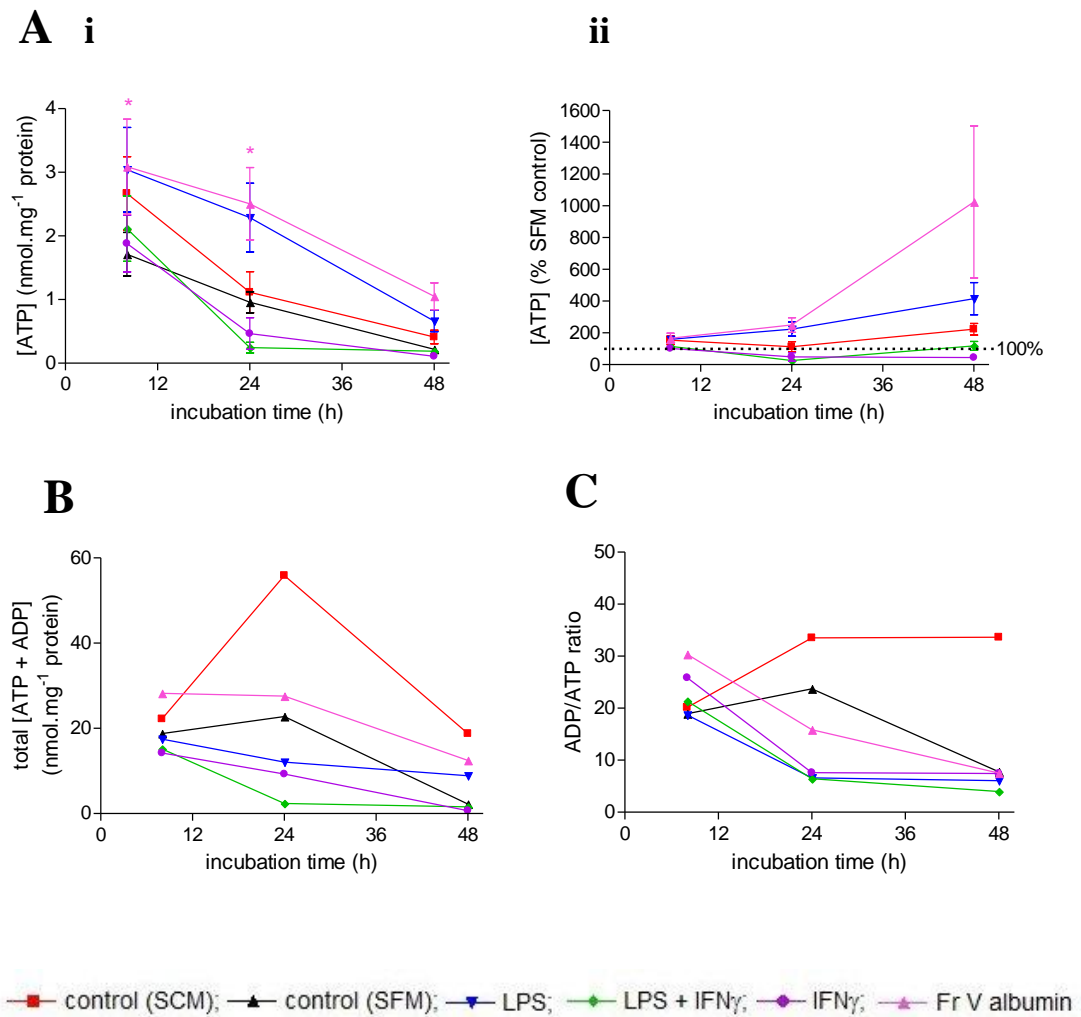 A i ii
*
*
[ATP] (nmol.mg-1 protein)
4
3
2
1
0
0 12 24 36 48
incubation time (h)
[ATP] (% SFM control)
1600
1400
1200
1000
800
600
400
200
0
100%
0 12 24 36 48
incubation time (h)
B C
total [ATP + ADP]
(nmol.mg-1 protein)
60
40
20
0
0 12 24 36 48
incubation time (h)
ADP/ATP ratio
50
40
30
20
10
0
0 12 24 36 48
incubation time (h)
control (SCM); control (SFM); LPS; LPS + IFNγ; IFNγ; Fr V albumin